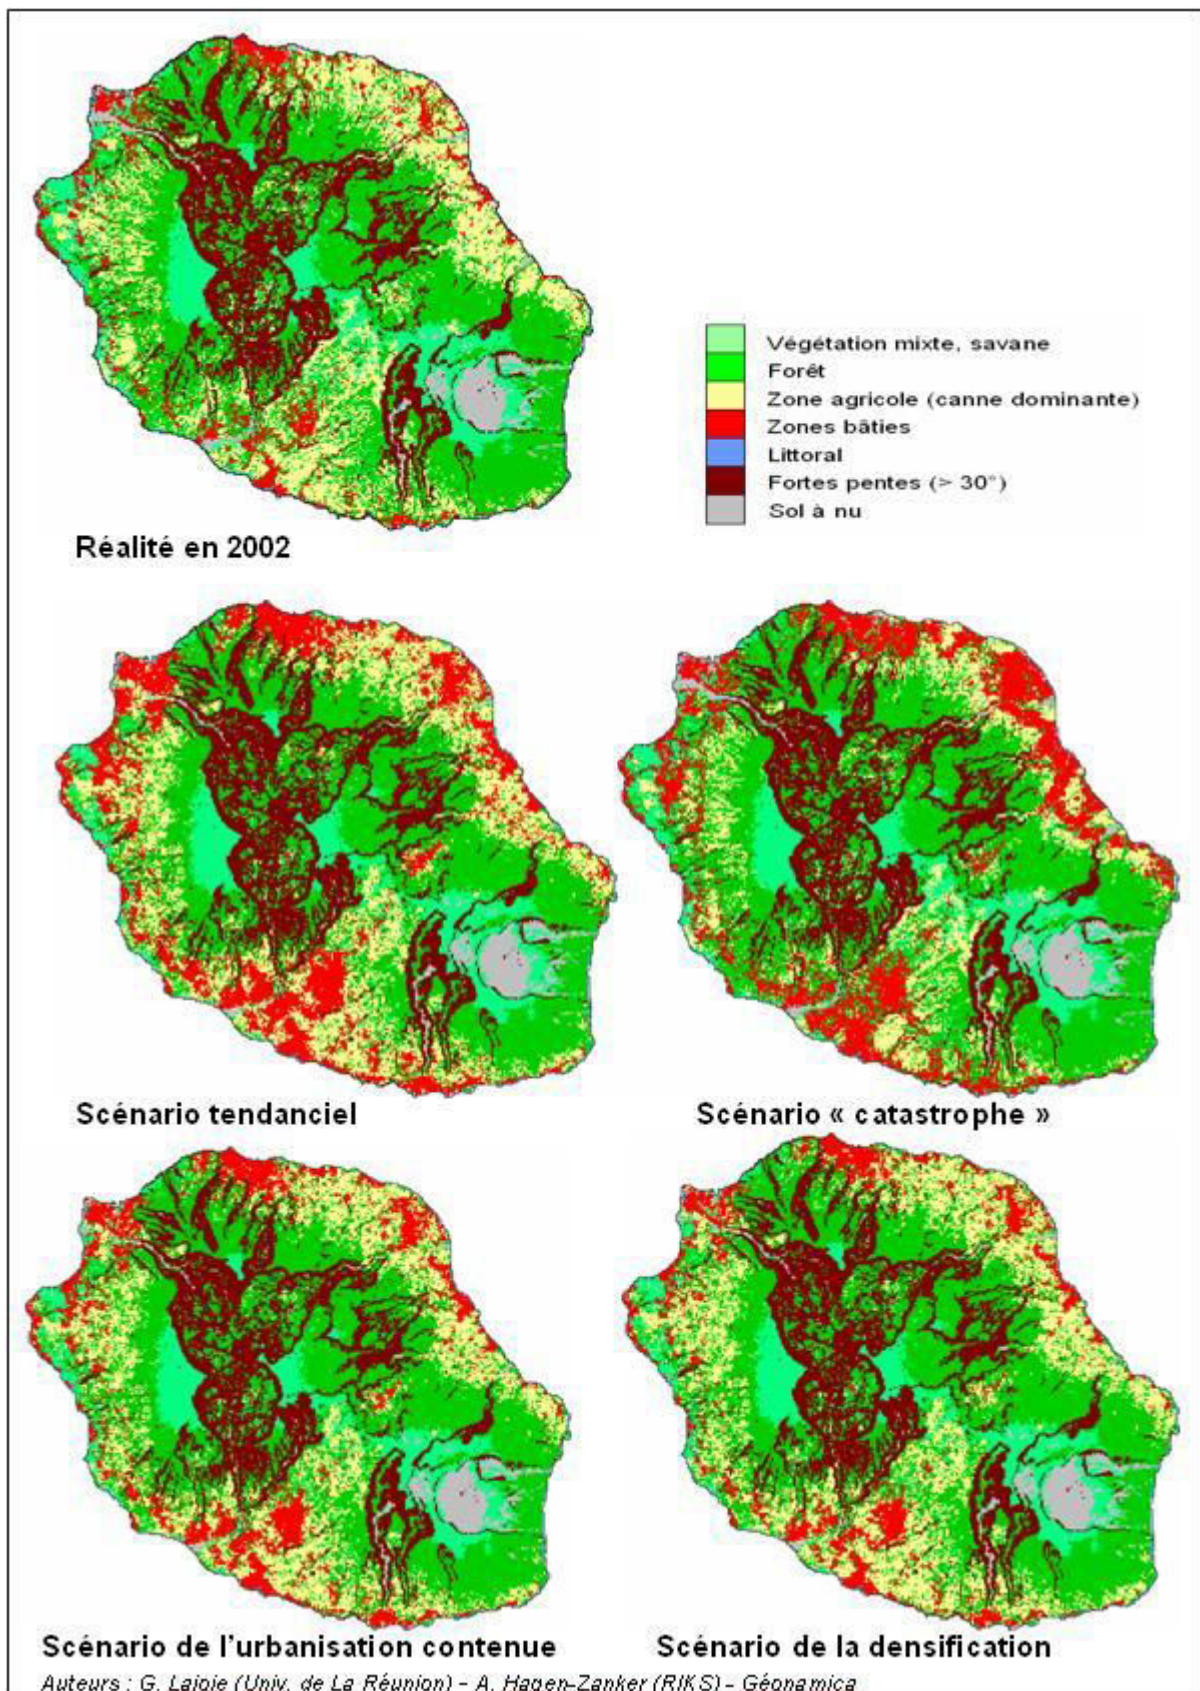 Végétation mixte, savane
Forêt
Zone agricole (canne dominante)
Zones bâties
Littoral
Fortes pentes (> 30°)
Sol à nu
Réalité en 2002
Scénario tendanciel
Scénario « catastrophe »
Scénario de l'urbanisation contenue
Scénario de la densification
Auteurs : G. Lajoie (Univ. de La Réunion) – A. Hagen-Zanker (RIKS) - Géonamica